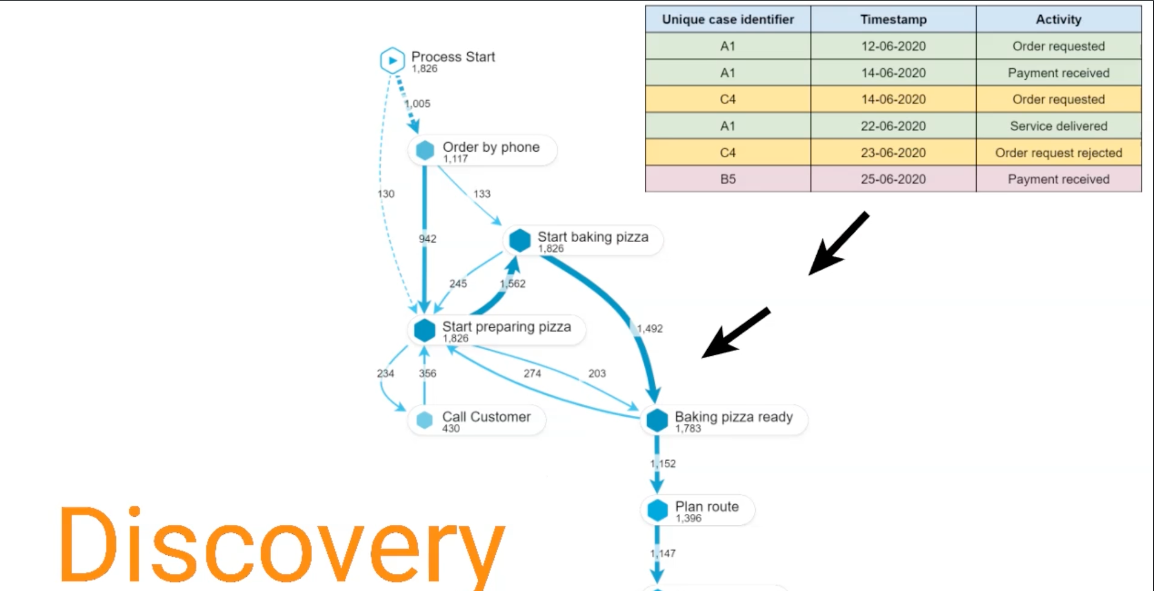 Unique case identifier Timestamp Activity
A1 12-06-2020 Order requested
A1 14-06-2020 Payment received
C4 14-06-2020 Order requested
A1 22-06-2020 Service delivered
C4 23-06-2020 Order request rejected
B5 25-06-2020 Payment received
Process Start
1,826
1,005
Order by phone
1,117
130
133
942
Start baking pizza
1,826
245
1,562
Start preparing pizza
1,826
1,492
234
356
274
203
Call Customer
430
Baking pizza ready
1,783
1,152
Plan route
1,396
1,147
Discovery